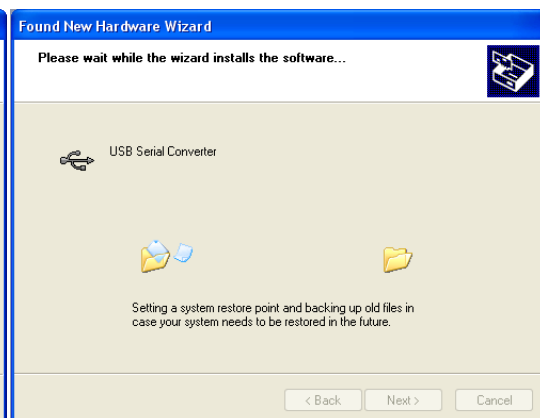 Found New Hardware Wizard
Please wait while the wizard installs the software...
USB Serial Converter
Setting a system restore point and backing up old files in
case your system needs to be restored in the future.
< Back
Next >
Cancel